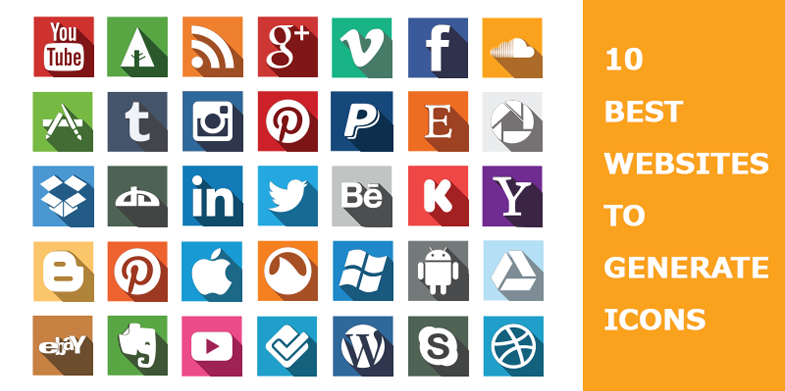 You
Tube
g+
f
t
P
E
in
Bē
K
Y
B
ebaY
W
S
10
BEST
WEBSITES
TO
GENERATE
ICONS